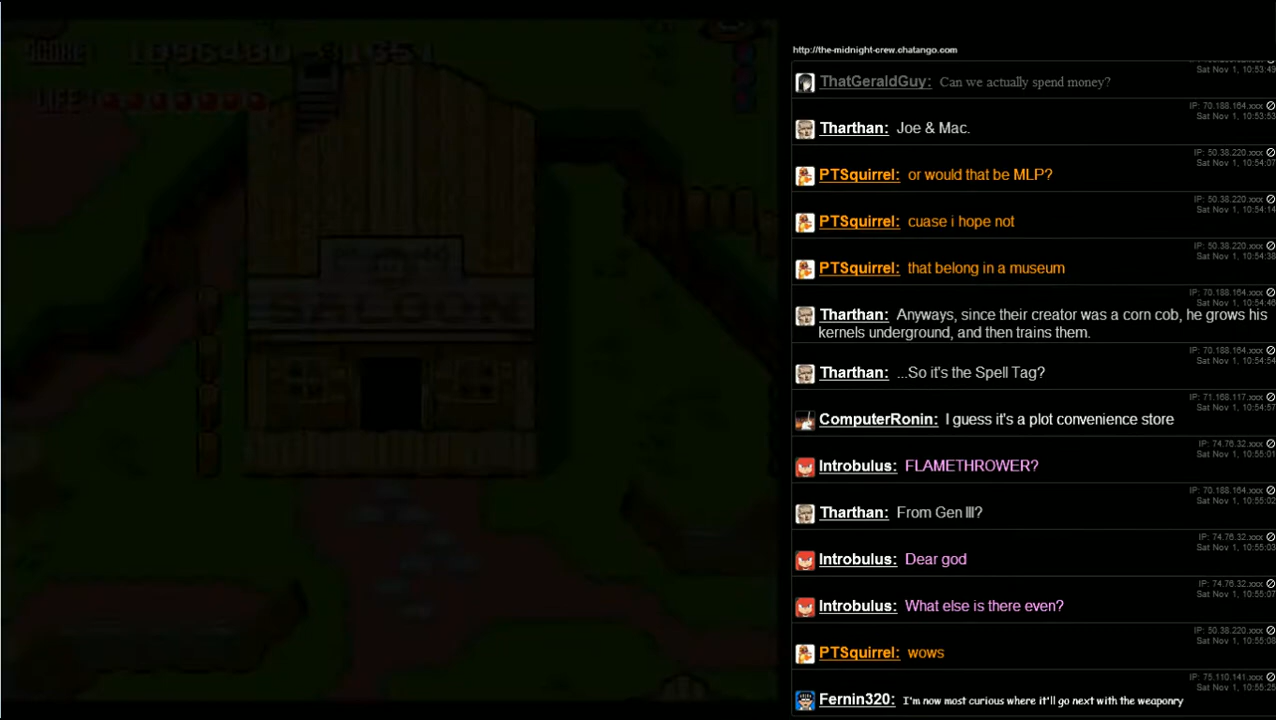 SCORE 1896480 31651
LIFE:
SALOON
http://the-midnight-crew.chatango.com
Sat Nov 1, 10:53:49
ThatGeraldGuy: Can we actually spend money?
IP: 70.188.164.xxx
Sat Nov 1, 10:53:53
Tharthan: Joe & Mac.
IP: 50.38.220.xxx
Sat Nov 1, 10:54:07
PTSquirrel: or would that be MLP?
IP: 50.38.220.xxx
Sat Nov 1, 10:54:14
PTSquirrel: cuase i hope not
IP: 50.38.220.xxx
Sat Nov 1, 10:54:38
PTSquirrel: that belong in a museum
IP: 70.188.164.xxx
Sat Nov 1, 10:54:46
Tharthan: Anyways, since their creator was a corn cob, he grows his
kernels underground, and then trains them.
IP: 70.188.164.xxx
Sat Nov 1, 10:54:54
Tharthan: ...So it's the Spell Tag?
IP: 71.168.117.xxx
Sat Nov 1, 10:54:57
ComputerRonin: I guess it's a plot convenience store
IP: 74.76.32.xxx
Sat Nov 1, 10:55:01
Introbulus: FLAMETHROWER?
IP: 70.188.164.xxx
Sat Nov 1, 10:55:02
Tharthan: From Gen III?
IP: 74.76.32.xxx
Sat Nov 1, 10:55:03
Introbulus: Dear god
IP: 74.76.32.xxx
Sat Nov 1, 10:55:07
Introbulus: What else is there even?
IP: 50.38.220.xxx
Sat Nov 1, 10:55:08
PTSquirrel: wows
IP: 75.110.141.xxx
Sat Nov 1, 10:55:25
Fernin320: I'm now most curious where it'll go next with the weaponry